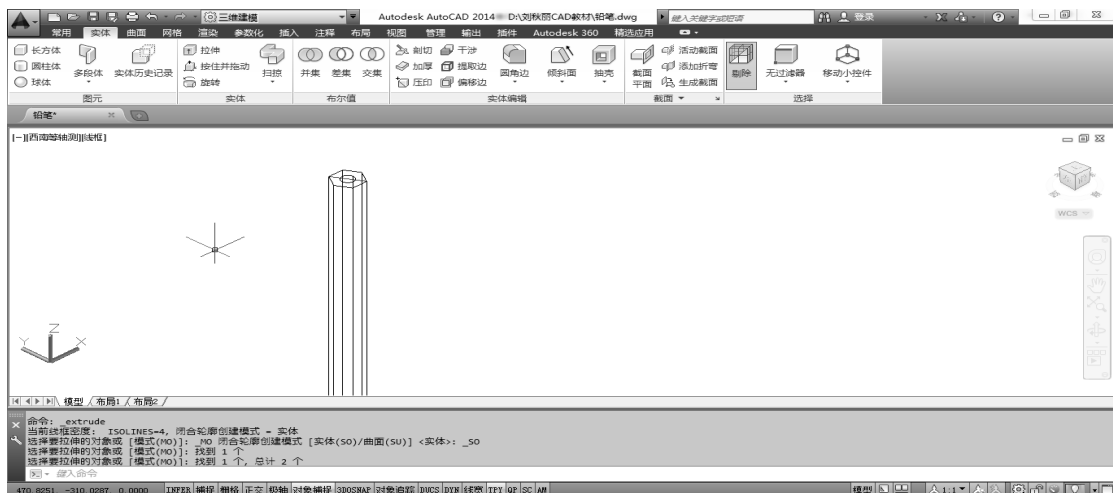 三维建模
Autodesk AutoCAD 2014 D:\刘秋丽CAD教材\铅笔.dwg
键入关键字或短语
登录
常用 实体 曲面 网格 渲染 参数化 插入 注释 布局 视图 管理 输出 插件 Autodesk 360 精选应用
长方体
圆柱体
球体
多段体
实体历史记录
拉伸
按住并拖动
旋转
扫掠
并集
差集
交集
剖切
加厚
压印
干涉
提取边
偏移边
圆角边
倾斜面
抽壳
截面
平面
活动截面
添加折弯
生成截面
剔除
无过滤器
移动小控件
图元
实体
布尔值
实体编辑
截面
选择
铅笔*
[-][西南等轴测][线框]
WCS
Z
Y
X
模型 布局1 布局2
命令: _extrude
当前线框密度: ISOLINES=4, 闭合轮廓创建模式 = 实体
选择要拉伸的对象或 [模式(MO)]: _MO 闭合轮廓创建模式 [实体(SO)/曲面(SU)] <实体>: _SO
选择要拉伸的对象或 [模式(MO)]: 找到 1 个
选择要拉伸的对象或 [模式(MO)]: 找到 1 个, 总计 2 个
键入命令
470.8251, -310.0287, 0.0000 INFER 捕捉 栅格 正交 极轴 对象捕捉 3DOSNAP 对象追踪 DUCS DYN 线宽 TPY QP SC AM 模型 人1:1